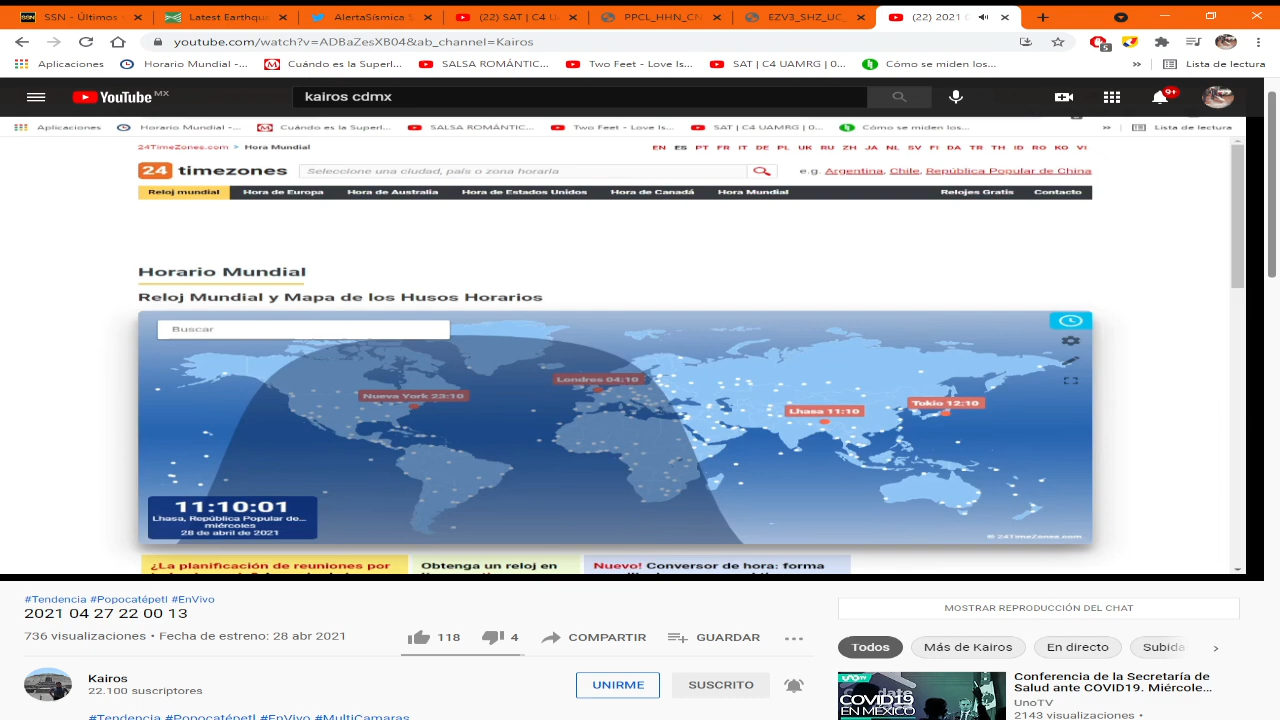 SSN - Últimos
Latest Earthqu
AlertaSísmica S
(22) SAT | C4 U
PPCL_HHN_CN
EZV3_SHZ_UC_
(22) 2021
youtube.com/watch?v=ADBaZesXB04&ab_channel=Kairos
5
Aplicaciones
Horario Mundial -...
Cuándo es la Superl...
SALSA ROMÁNTIC...
Two Feet - Love Is...
SAT | C4 UAMRG | 0...
Cómo se miden los...
»
Lista de lectura
YouTube MX
kairos cdmx
9+
Aplicaciones
Horario Mundial -...
Cuándo es la Superl...
SALSA ROMÁNTIC...
Two Feet - Love Is...
SAT | C4 UAMRG | 0...
Cómo se miden los...
»
Lista de lectura
24TimeZones.com > Hora Mundial
EN ES PT FR IT DE PL UK RU ZH JA NL SV FI DA TR TH ID RO KO VI
24 timezones
Seleccione una ciudad, país o zona horaria
e.g. Argentina, Chile, República Popular de China
Reloj mundial
Hora de Europa
Hora de Australia
Hora de Estados Unidos
Hora de Canadá
Hora Mundial
Relojes Gratis
Contacto
Horario Mundial
Reloj Mundial y Mapa de los Husos Horarios
Buscar
Londres 04:10
Nueva York 23:10
Tokio 12:10
Lhasa 11:10
11:10:01
Lhasa, República Popular de...
miércoles
28 de abril de 2021
© 24TimeZones.com
¿La planificación de reuniones por
Obtenga un reloj en
Nuevo! Conversor de hora: forma
#Tendencia #Popocatépetl #EnVivo
2021 04 27 22 00 13
736 visualizaciones • Fecha de estreno: 28 abr 2021
118
4
COMPARTIR
GUARDAR
...
MOSTRAR REPRODUCCIÓN DEL CHAT
Todos
Más de Kairos
En directo
Subida
Kairos
22.100 suscriptores
UNIRME
SUSCRITO
#Tendencia #Popocatépetl #EnVivo #MultiCamaras
COVID19
EN MÉXICO
Conferencia de la Secretaría de
Salud ante COVID19. Miércole...
UnoTV
2143 visualizaciones •